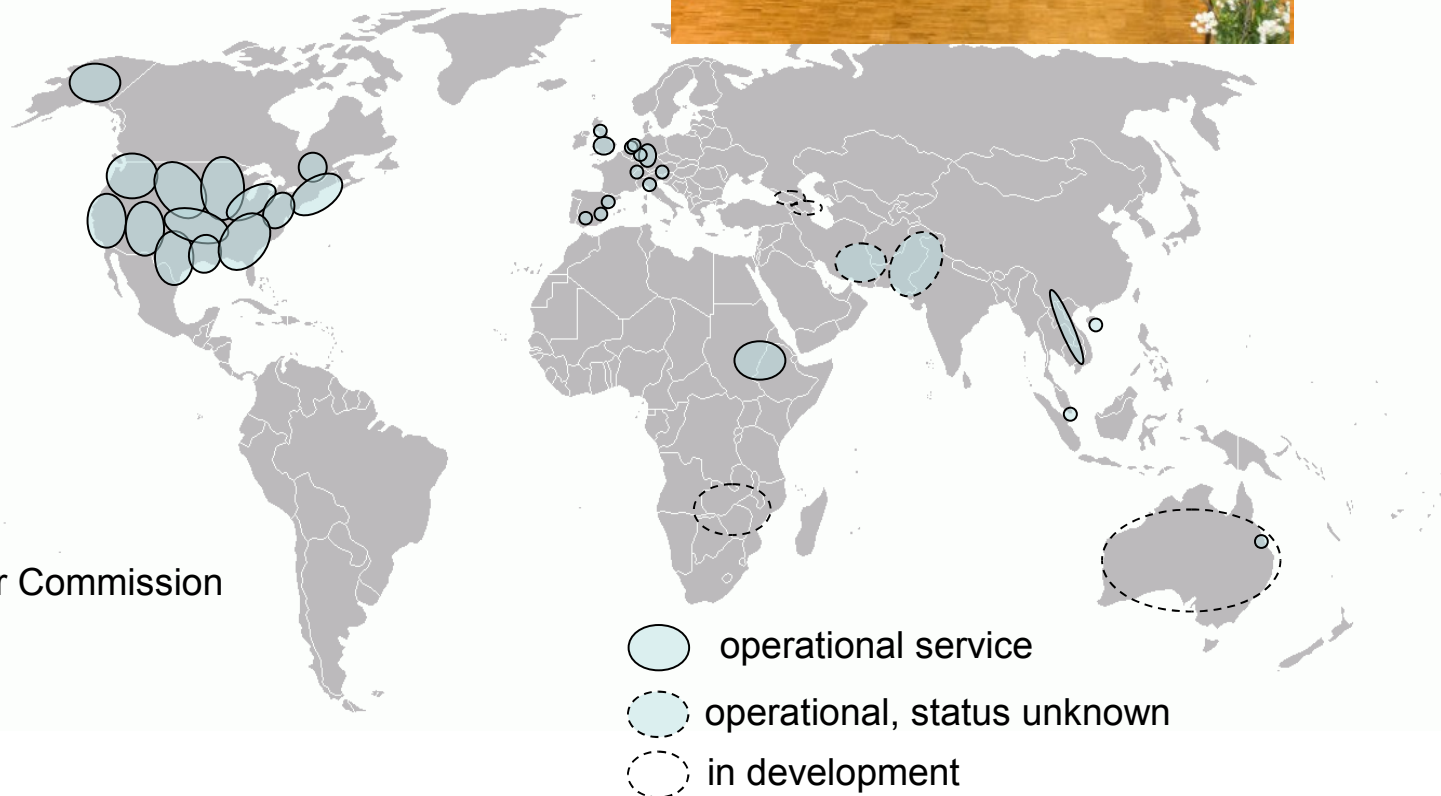 r Commission
operational service
operational, status unknown
in development